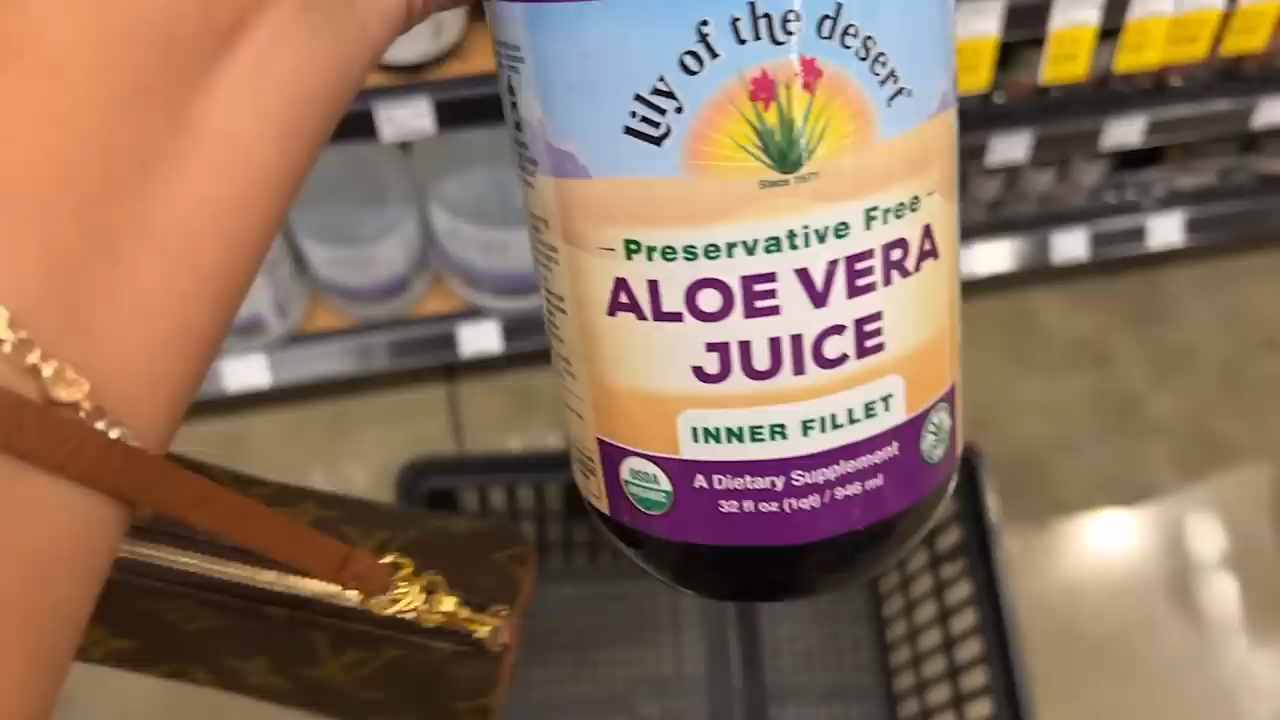 lily of the desert
Since 1971
– Preservative Free –
ALOE VERA
JUICE
INNER FILLET
USDA
ORGANIC
A Dietary Supplement
32 fl oz (1qt) / 946 ml
LV